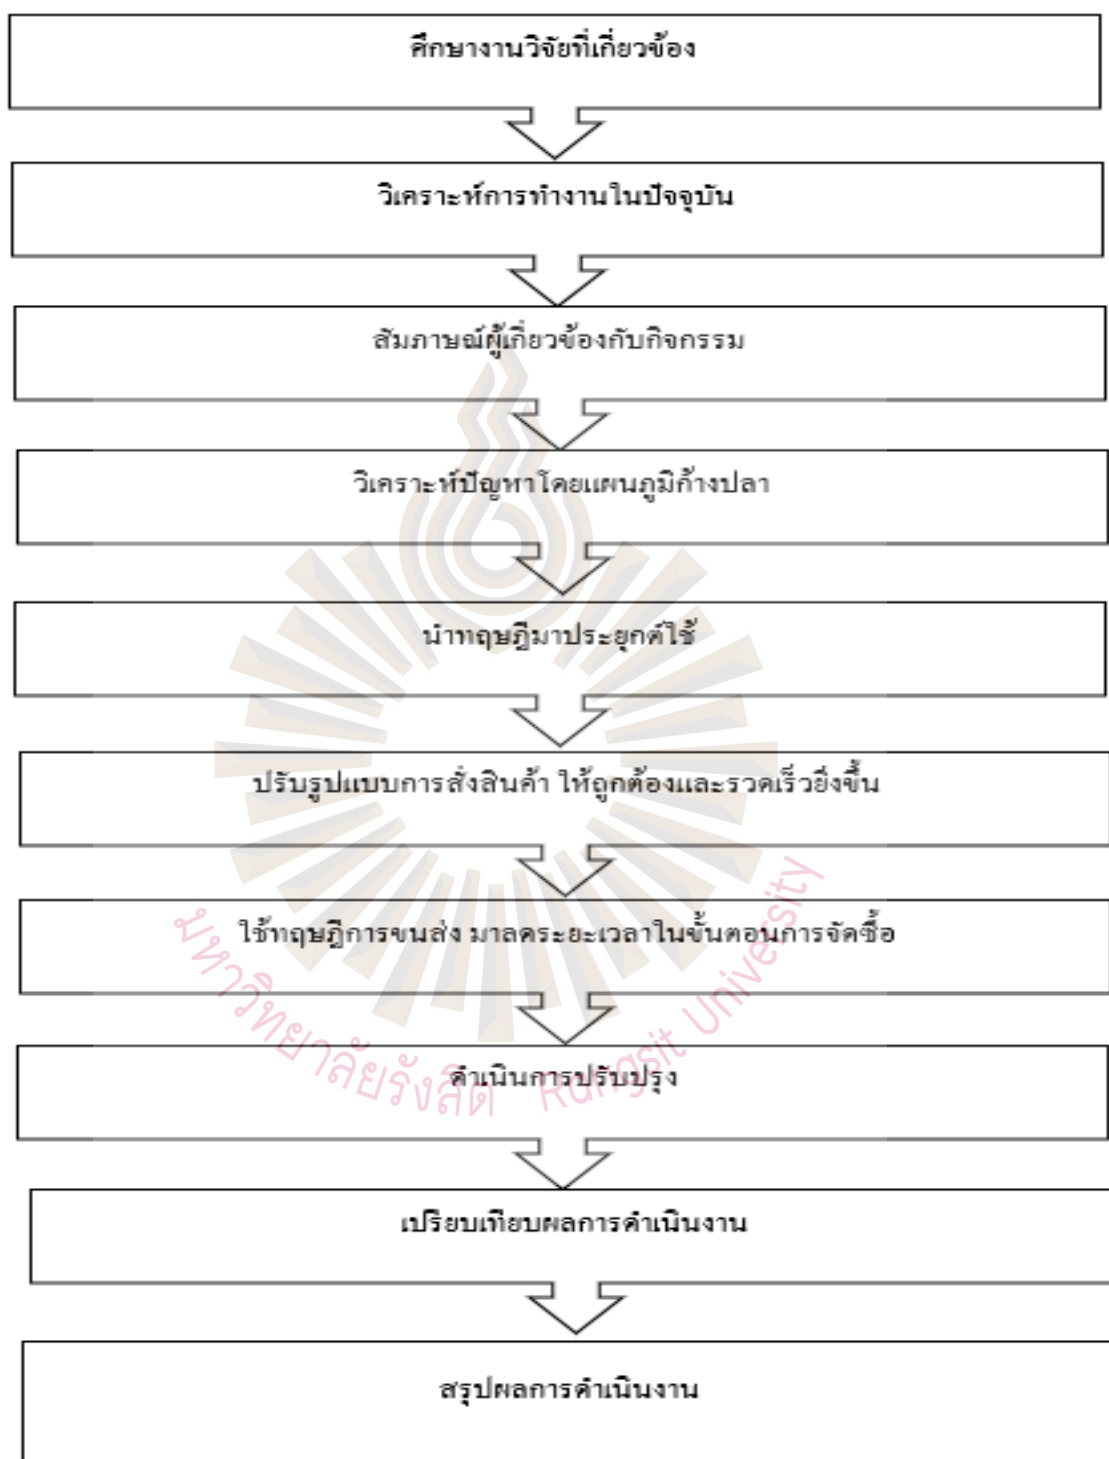 ศึกษางานวิจัยที่เกี่ยวข้อง
วิเคราะห์การทำงานในปัจจุบัน
สัมภาษณ์ผู้เกี่ยวข้องกับกิจกรรม
วิเคราะห์ปัญหาโดยแผนภูมิก้างปลา
นำทฤษฎีมาประยุกต์ใช้
ปรับรูปแบบการสั่งสินค้า ให้ถูกต้องและรวดเร็วยิ่งขึ้น
ใช้ทฤษฎีการขนส่ง มาลดระยะเวลาในขั้นตอนการจัดซื้อ
ดำเนินการปรับปรุง
มหาวิทยาลัยรังสิต Rangsit University
เปรียบเทียบผลการดำเนินงาน
สรุปผลการดำเนินงาน